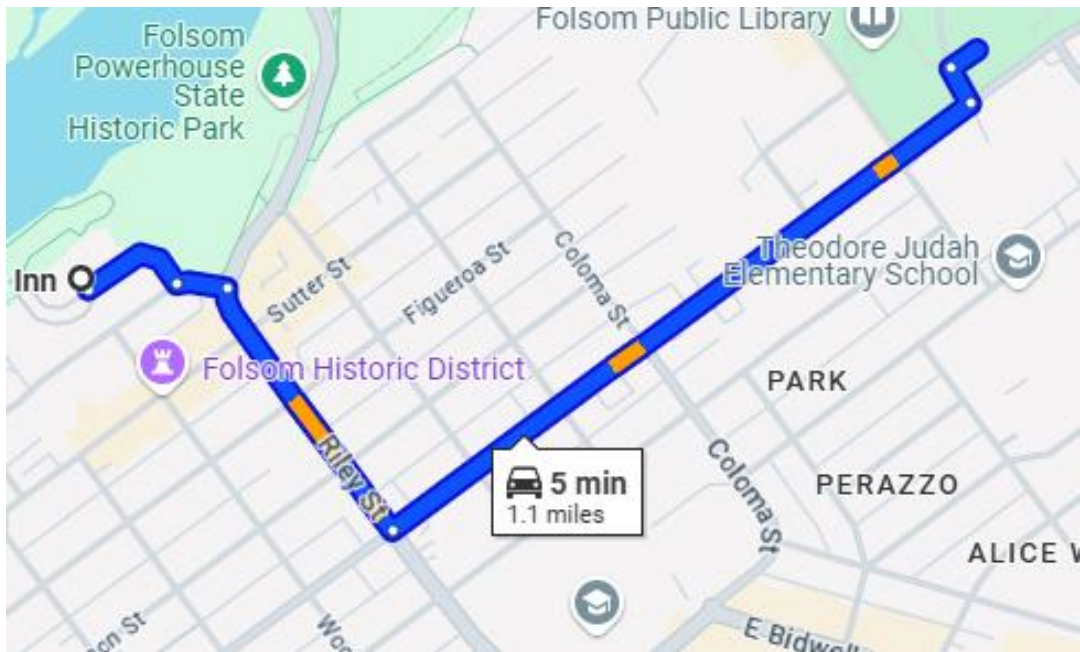 Folsom Public Library
Folsom
Powerhouse
State
Historic Park
Inn
Sutter St
Figueroa St
Coloma St
Theodore Judah
Elementary School
Folsom Historic District
PARK
Riley St
5 min
1.1 miles
Coloma St
PERAZZO
ALICE W
E Bidwell